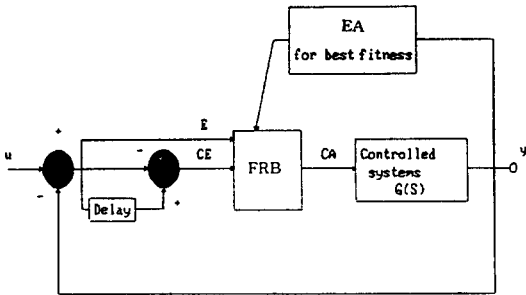 EA
for best fitness
+
E
-
y
u
CE
FRB
CA
Controlled
systems
G(S)
-
Delay
+